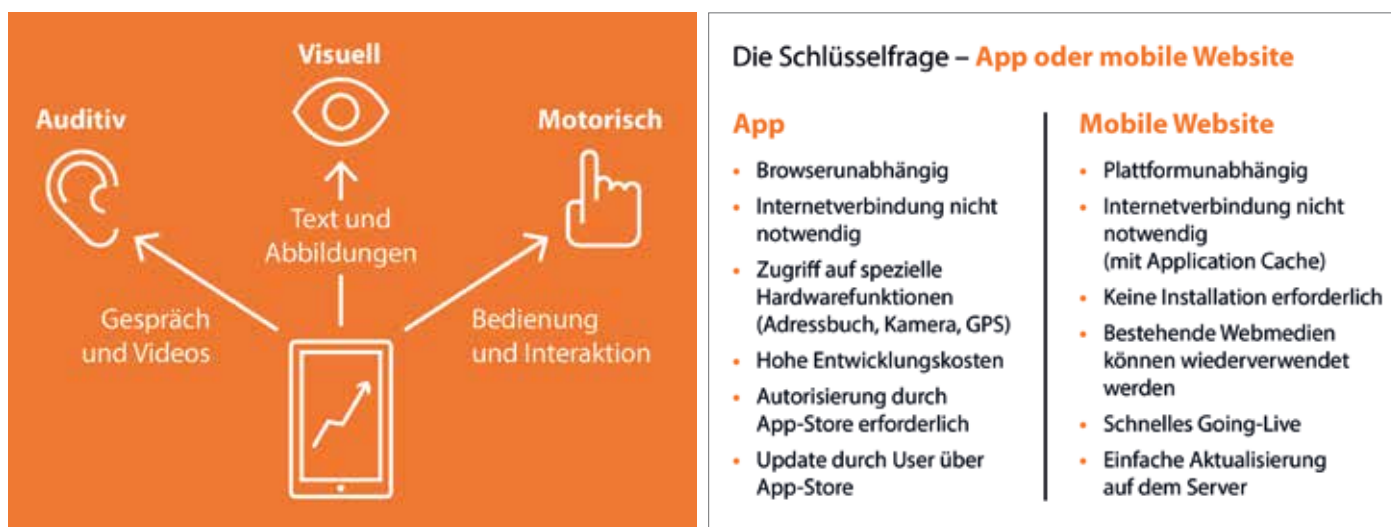 Visuell
Auditiv
Motorisch
Text und
Abbildungen
Gespräch
und Videos
Bedienung
und Interaktion
Die Schlüsselfrage – App oder mobile Website
App
• Browserunabhängig
• Internetverbindung nicht
notwendig
• Zugriff auf spezielle
Hardwarefunktionen
(Adressbuch, Kamera, GPS)
• Hohe Entwicklungskosten
• Autorisierung durch
App-Store erforderlich
• Update durch User über
App-Store
Mobile Website
• Plattformunabhängig
• Internetverbindung nicht
notwendig
(mit Application Cache)
• Keine Installation erforderlich
• Bestehende Webmedien
können wiederverwendet
werden
• Schnelles Going-Live
• Einfache Aktualisierung
auf dem Server